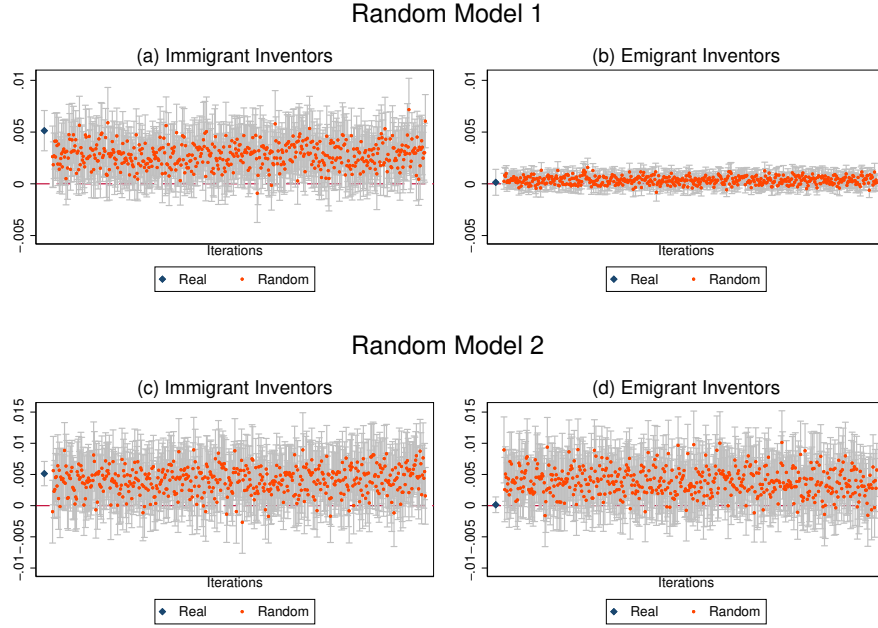 Random Model 1
(a) Immigrant Inventors
(b) Emigrant Inventors
.01
.005
0
-.005
.01
.005
0
-.005
Iterations
Iterations
Real Random
Real Random
Random Model 2
(c) Immigrant Inventors
(d) Emigrant Inventors
.015
.01
.005
0
-.005
-.01
.015
.01
.005
0
-.005
-.01
Iterations
Iterations
Real Random
Real Random